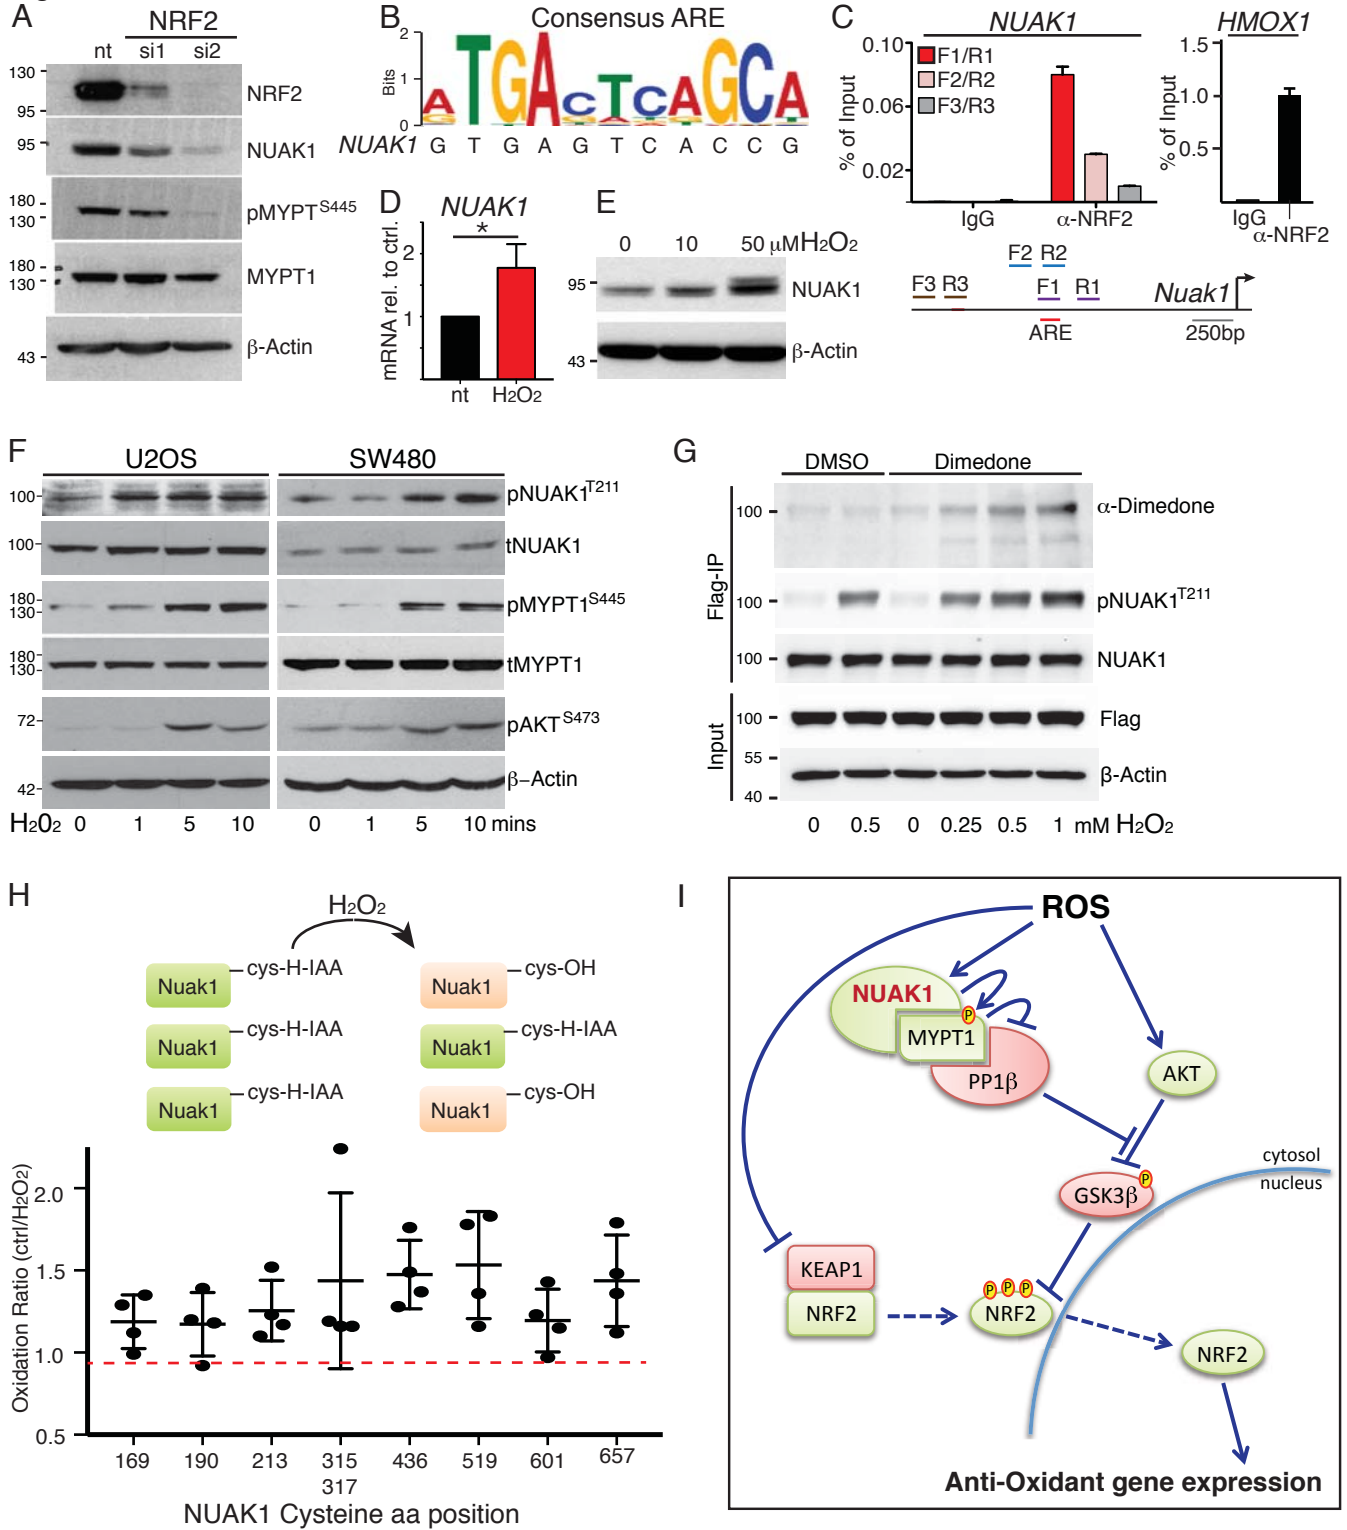 A
NRF2
nt si1 si2
130
95
NRF2
95
NUAK1
180
130
pMYPT S445
180
130
MYPT1
43
β-Actin
B
Consensus ARE
Bits
2
1
0
ATGACTCAGCA
NUAK1 G T G A G T C A C C G
C
NUAK1
% of Input
0.10
0.06
0.02
F1/R1
F2/R2
F3/R3
IgG α-NRF2
HMOX1
% of Input
1.5
1.0
0.5
IgG
α-NRF2
F2 R2
F3 R3 F1 R1 Nuak1
ARE 250bp
D
NUAK1
*
mRNA rel. to ctrl.
2
1
nt H2O2
E
0 10 50 μM H2O2
95
NUAK1
43
β-Actin
F
U2OS SW480
100
pNUAK1 T211
100
tNUAK1
180
130
pMYPT1 S445
180
130
tMYPT1
72
pAKT S473
42
β-Actin
H2O2 0 1 5 10 0 1 5 10 mins
G
DMSO Dimedone
Flag-IP
100
α-Dimedone
100
pNUAK1 T211
100
NUAK1
Input
100
Flag
55
40
β-Actin
0 0.5 0 0.25 0.5 1 mM H2O2
H
H2O2
Nuak1 cys-H-IAA Nuak1 cys-OH
Nuak1 cys-H-IAA Nuak1 cys-H-IAA
Nuak1 cys-H-IAA Nuak1 cys-OH
Oxidation Ratio (ctrl/H2O2)
2.0
1.5
1.0
0.5
169 190 213 315 436 519 601 657
317
NUAK1 Cysteine aa position
I
ROS
NUAK1
P
MYPT1
PP1β
AKT
cytosol
nucleus
P
GSK3β
KEAP1
NRF2
P P P
NRF2
NRF2
Anti-Oxidant gene expression